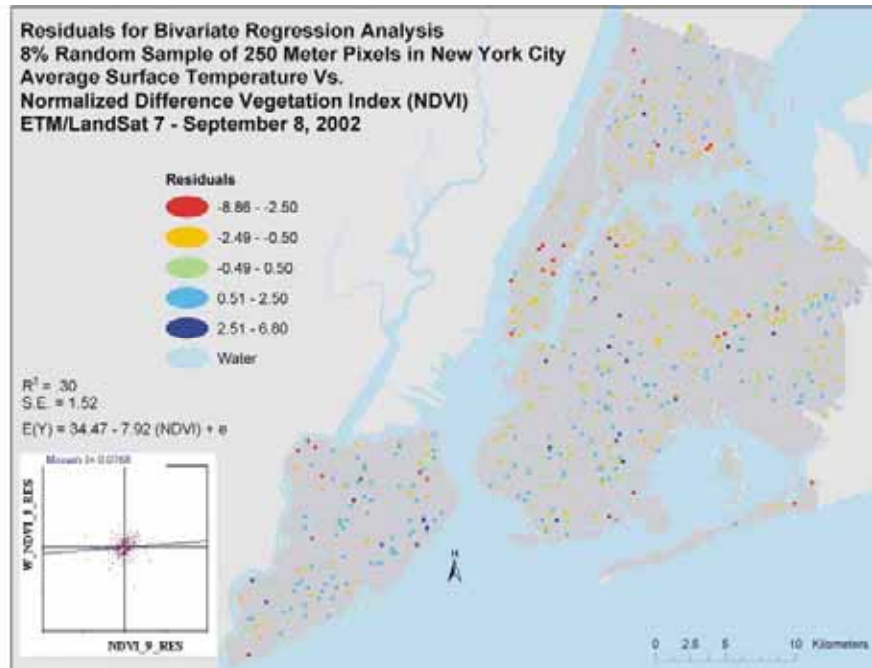 Residuals for Bivariate Regression Analysis
8% Random Sample of 250 Meter Pixels in New York City
Average Surface Temperature Vs.
Normalized Difference Vegetation Index (NDVI)
ETM/LandSat 7 - September 8, 2002
Residuals
-8.86 - -2.50
-2.49 - -0.50
-0.49 - 0.50
0.51 - 2.50
2.51 - 6.80
Water
R² = .30
S.E. = 1.52
E(Y) = 34.47 - 7.92 (NDVI) + e
Moran's I= 0.0768
NDVI_9_RES
N
0 2.5 5 10 Kilometers